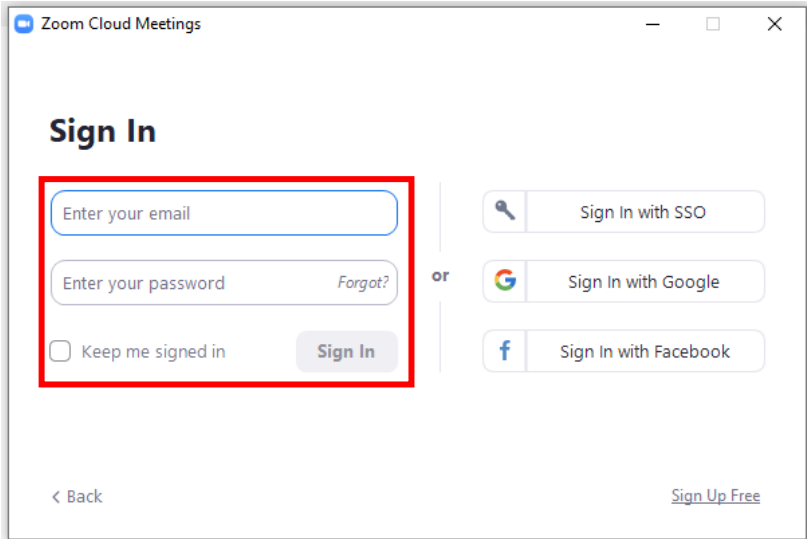 Zoom Cloud Meetings
Sign In
Enter your email
Enter your password Forgot?
Keep me signed in Sign In
or
Sign In with SSO
Sign In with Google
Sign In with Facebook
< Back
Sign Up Free